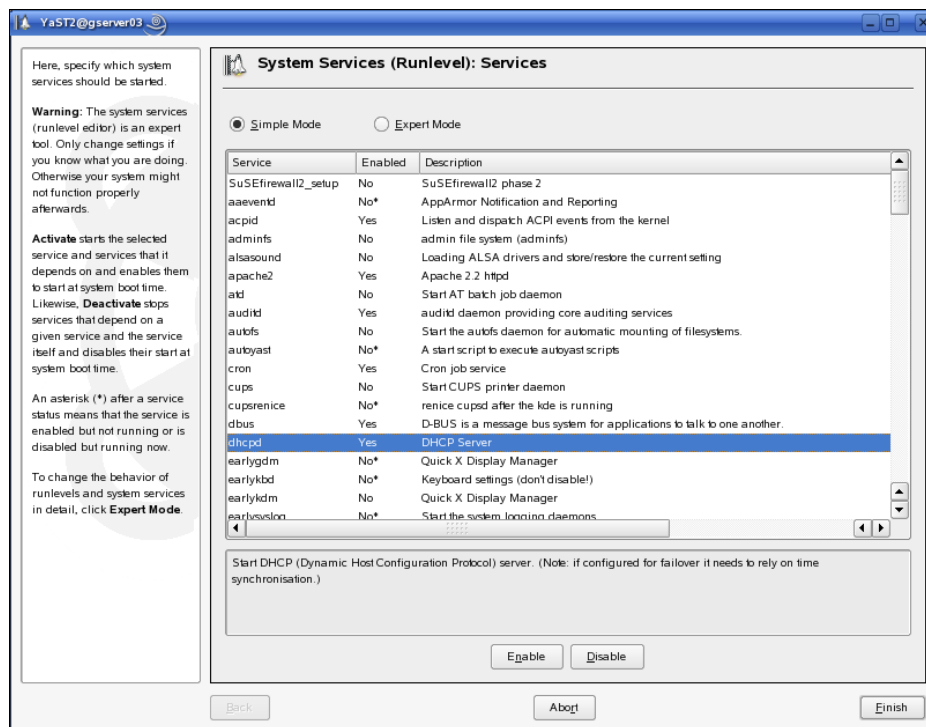 YaST2@gserver03
Here, specify which system
services should be started.
Warning: The system services
(runlevel editor) is an expert
tool. Only change settings if
you know what you are doing.
Otherwise your system might
not function properly
afterwards.
Activate starts the selected
service and services that it
depends on and enables them
to start at system boot time.
Likewise, Deactivate stops
services that depend on a
given service and the service
itself and disables their start at
system boot time.
An asterisk (*) after a service
status means that the service is
enabled but not running or is
disabled but running now.
To change the behavior of
runlevels and system services
in detail, click Expert Mode.
System Services (Runlevel): Services
Simple Mode Expert Mode
Service Enabled Description
SuSEfirewall2_setup No SuSEfirewall2 phase 2
aaeventd No* AppArmor Notification and Reporting
acpid Yes Listen and dispatch ACPI events from the kernel
adminfs No admin file system (adminfs)
alsasound No Loading ALSA drivers and store/restore the current setting
apache2 Yes Apache 2.2 httpd
atd No Start AT batch job daemon
auditd Yes auditd daemon providing core auditing services
autofs No Start the autofs daemon for automatic mounting of filesystems.
autoyast No* A start script to execute autoyast scripts
cron Yes Cron job service
cups No Start CUPS printer daemon
cupsrenice No* renice cupsd after the kde is running
dbus Yes D-BUS is a message bus system for applications to talk to one another.
dhcpd Yes DHCP Server
earlygdm No* Quick X Display Manager
earlykbd No* Keyboard settings (don't disable!)
earlykdm No Quick X Display Manager
earlysyslog No* Start the system logging daemons
Start DHCP (Dynamic Host Configuration Protocol) server. (Note: if configured for failover it needs to rely on time
synchronisation.)
Enable Disable
Back Abort Finish